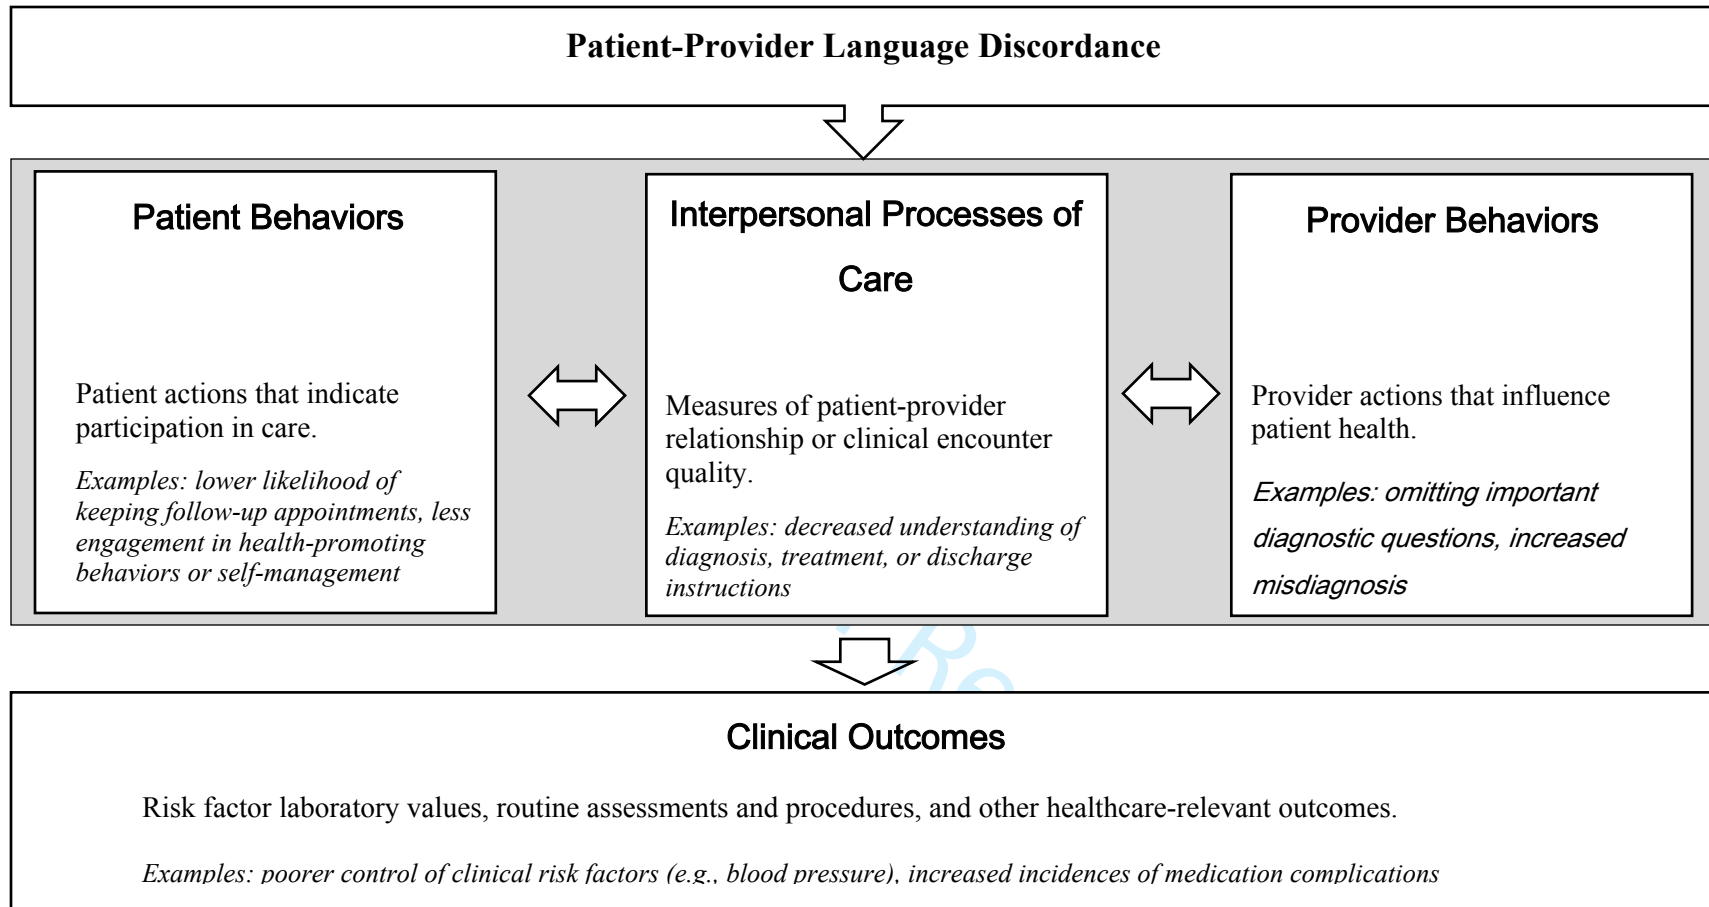 Patient-Provider Language Discordance
Patient Behaviors
Patient actions that indicate
participation in care.
Examples: lower likelihood of
keeping follow-up appointments, less
engagement in health-promoting
behaviors or self-management
Interpersonal Processes of
Care
Measures of patient-provider
relationship or clinical encounter
quality.
Examples: decreased understanding of
diagnosis, treatment, or discharge
instructions
Provider Behaviors
Provider actions that influence
patient health.
Examples: omitting important
diagnostic questions, increased
misdiagnosis
Clinical Outcomes
Risk factor laboratory values, routine assessments and procedures, and other healthcare-relevant outcomes.
Examples: poorer control of clinical risk factors (e.g., blood pressure), increased incidences of medication complications